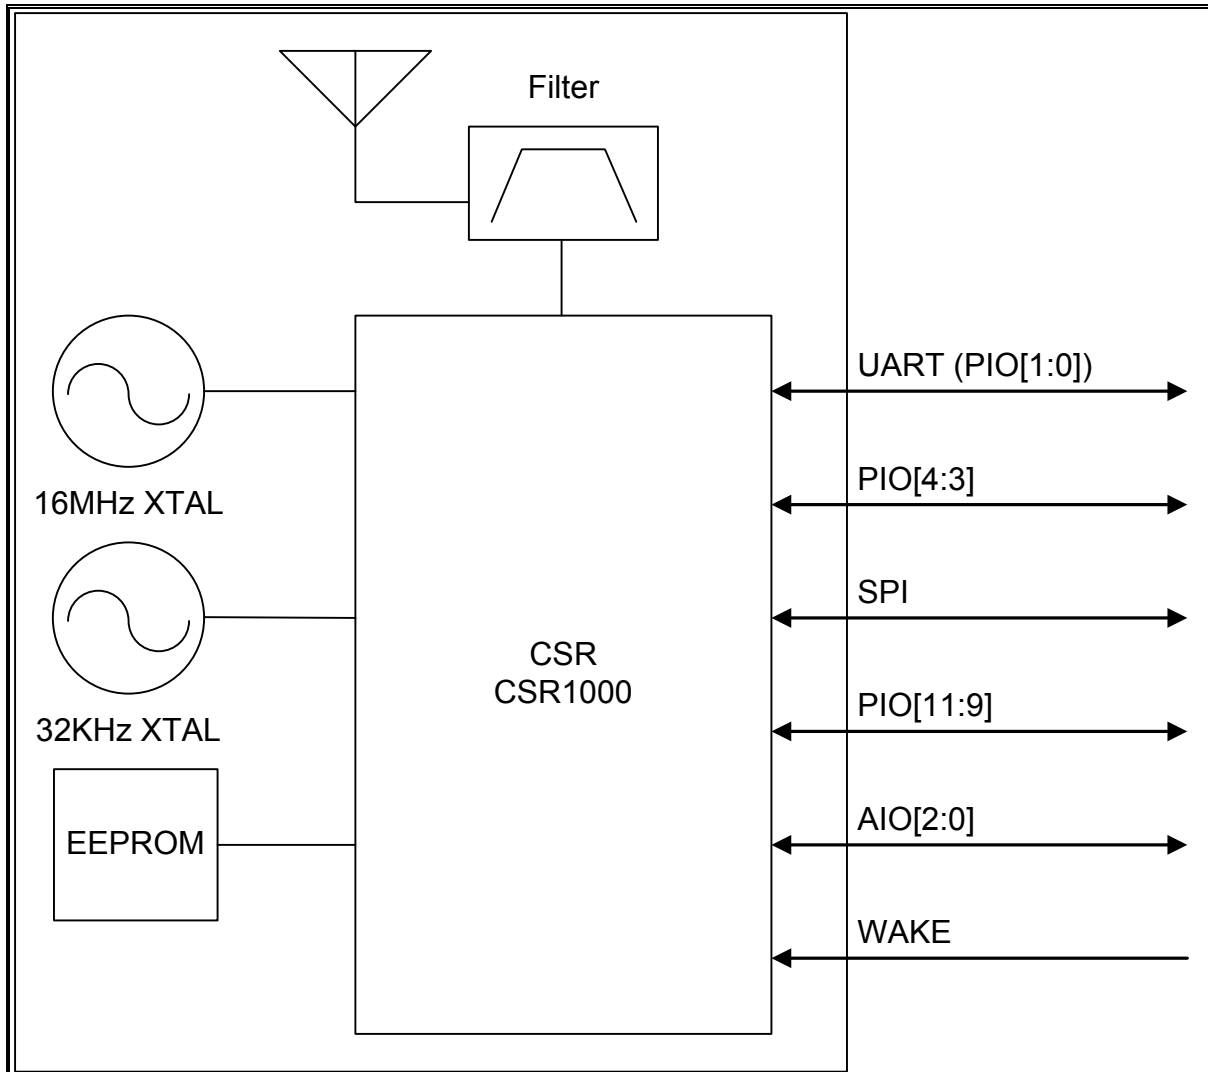 Filter
UART (PIO[1:0])
16MHz XTAL
PIO[4:3]
SPI
CSR
CSR1000
32KHz XTAL
PIO[11:9]
EEPROM
AIO[2:0]
WAKE